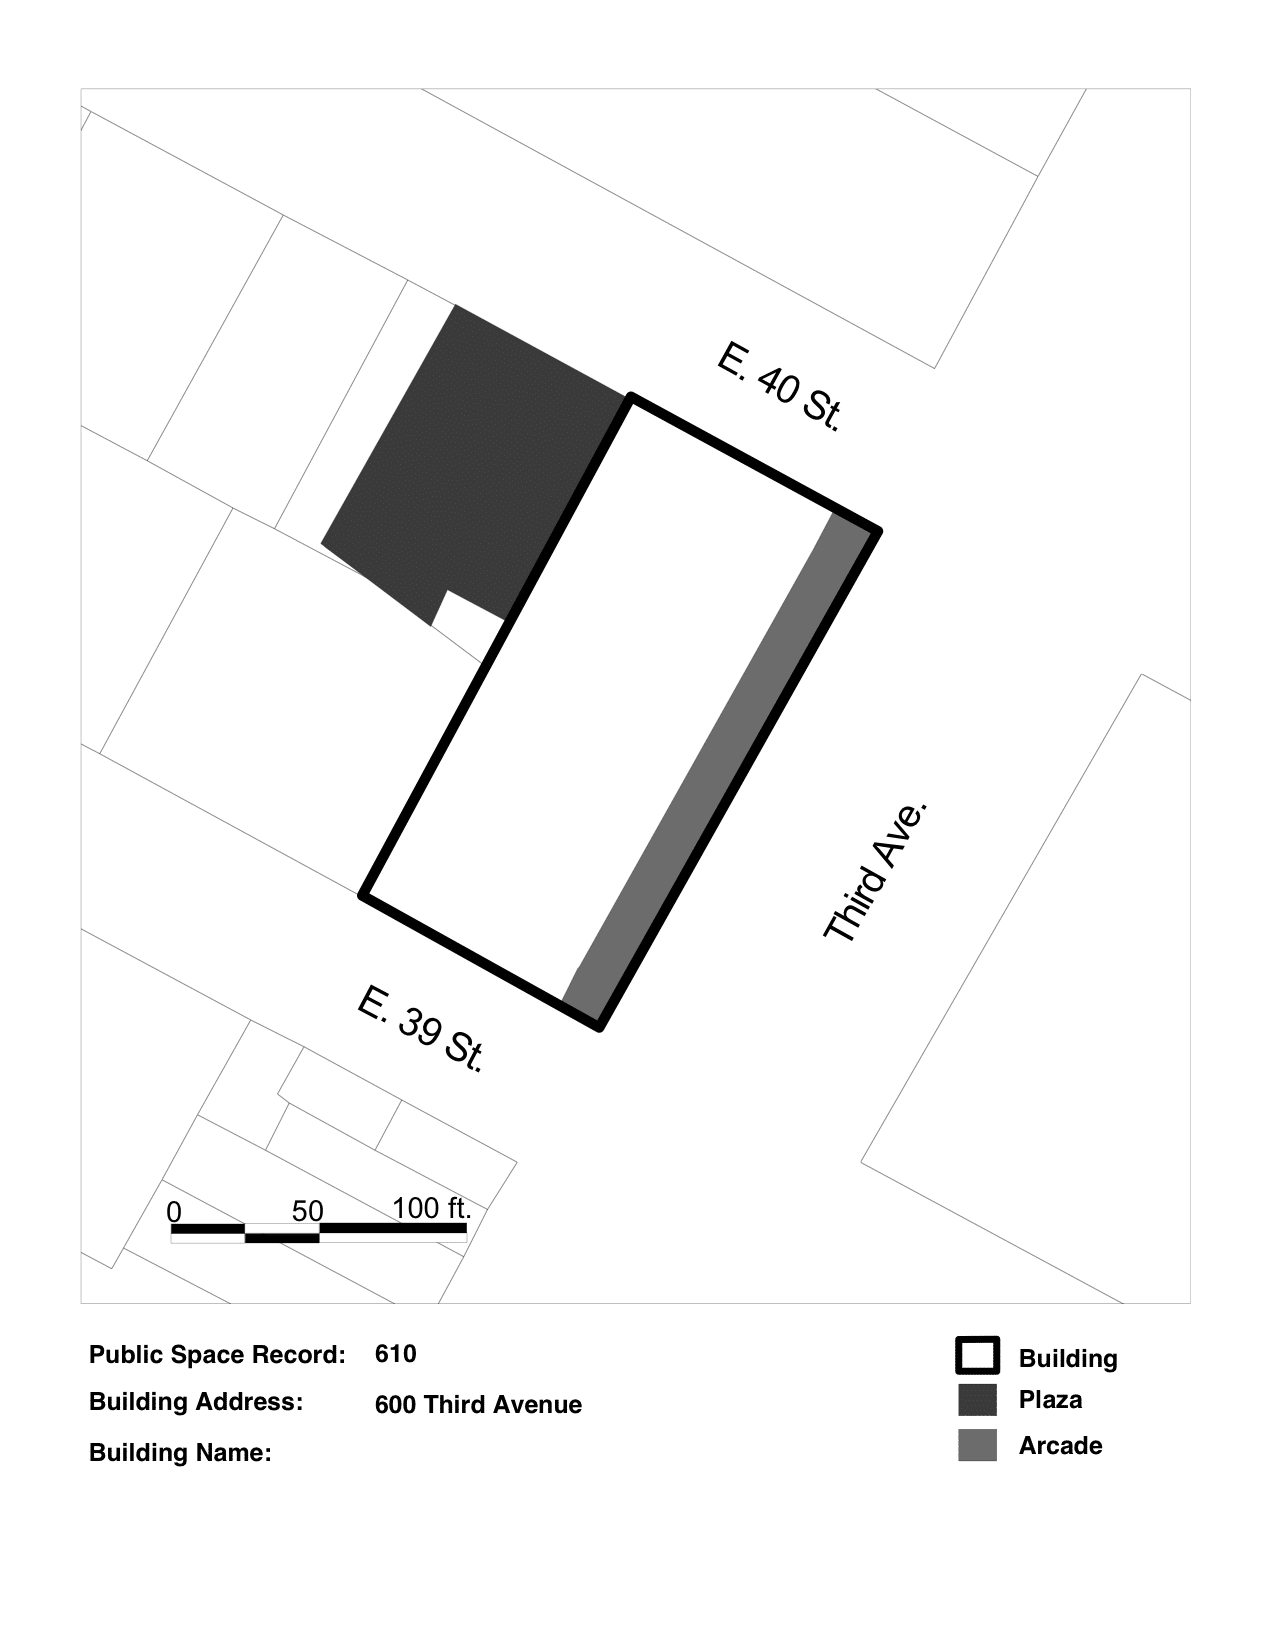 E. 40 St.
Third Ave.
E. 39 St.
0 50 100 ft.
Public Space Record: 610
Building Address: 600 Third Avenue
Building Name:
Building
Plaza
Arcade